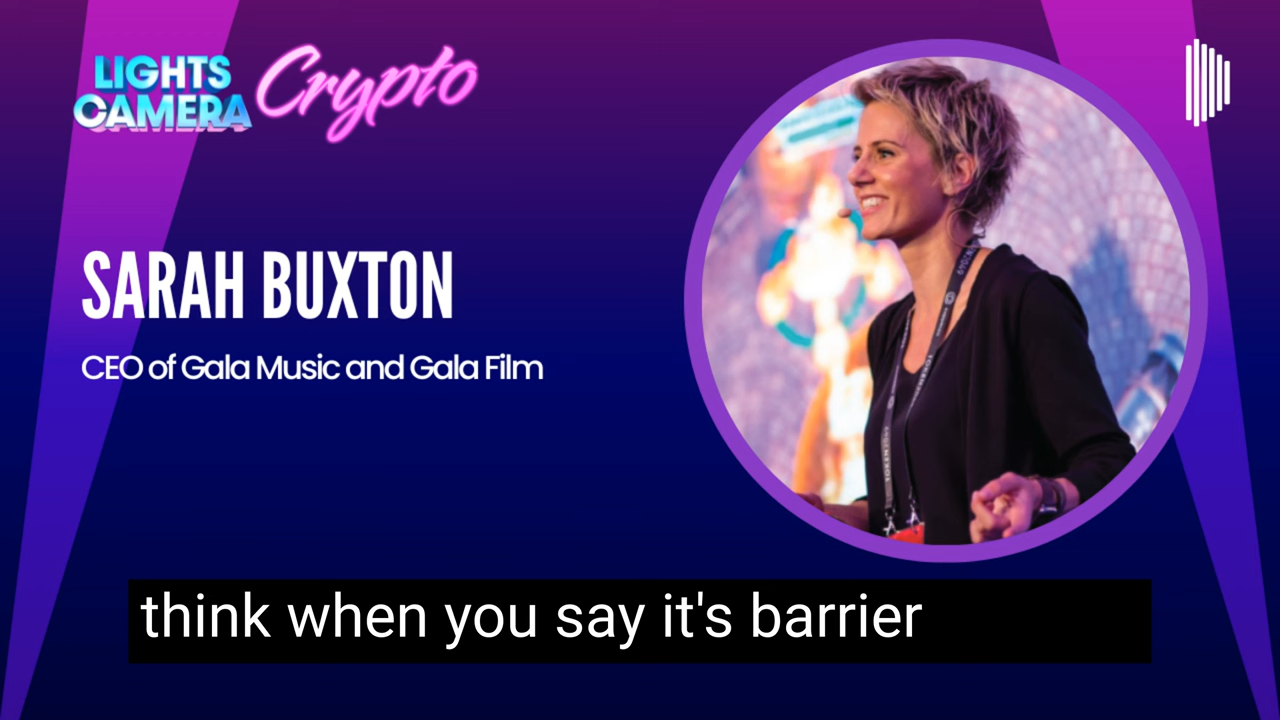 LIGHTS
CAMERA
Crypto
SARAH BUXTON
CEO of Gala Music and Gala Film
think when you say it's barrier